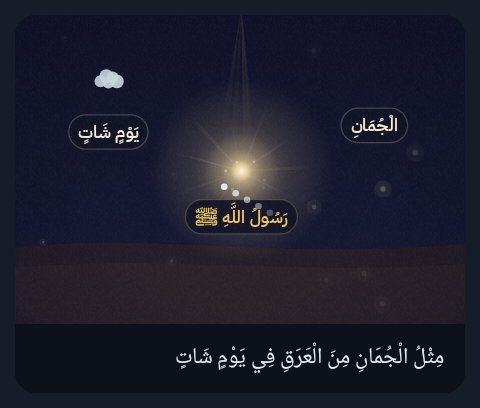 الْجُمَانِ
يَوْمٍ شَاتٍ
رَسُولُ اللَّهِ ﷺ
مِثْلُ الْجُمَانِ مِنَ الْعَرَقِ فِي يَوْمٍ شَاتٍ